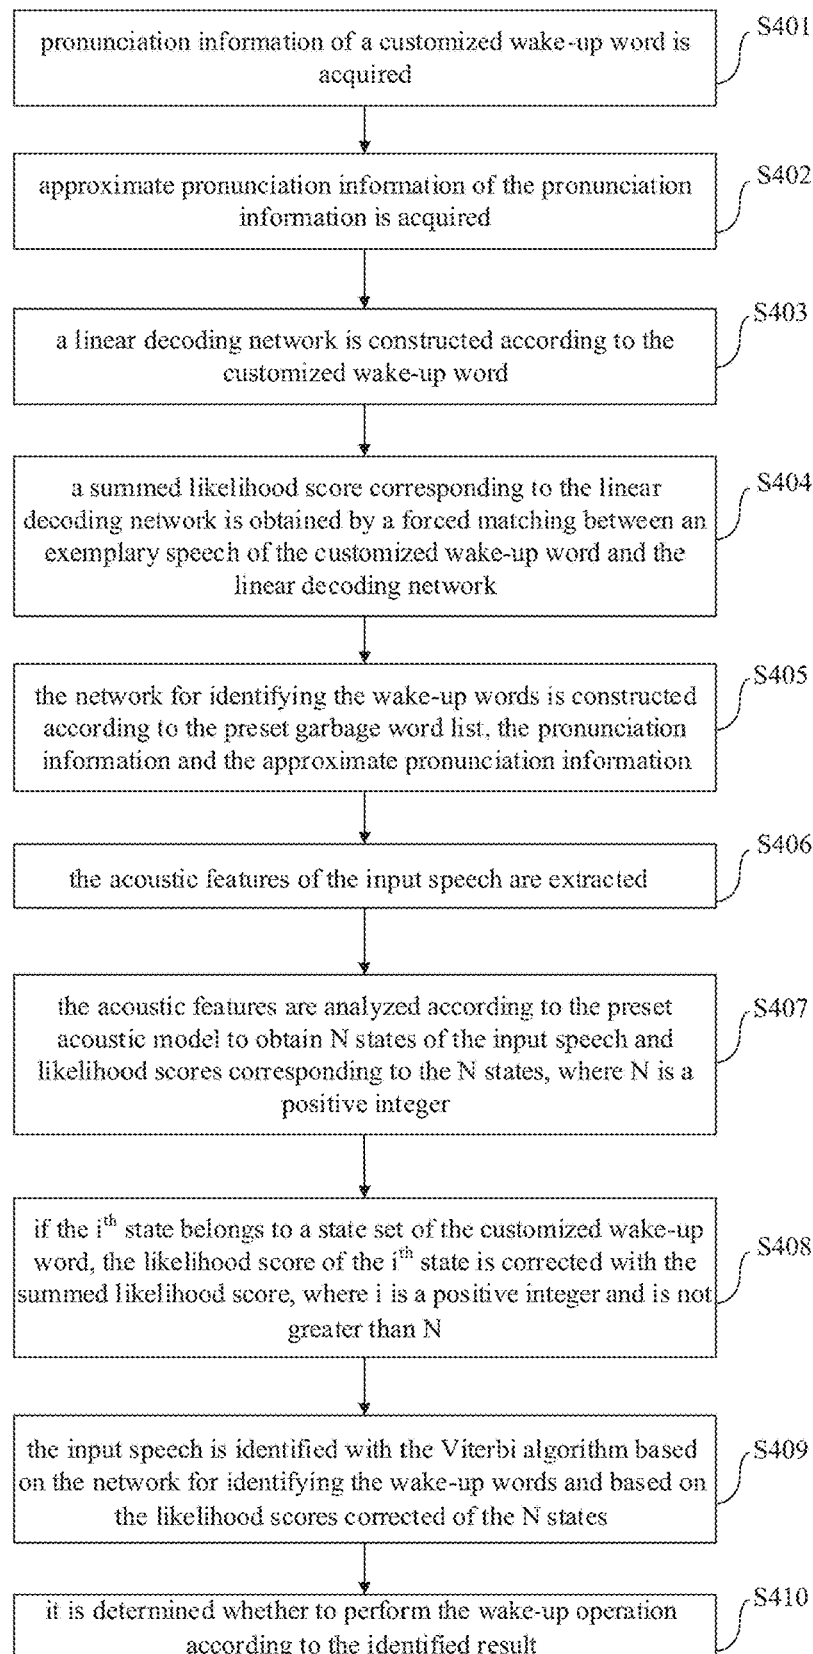 pronunciation information of a customized wake-up word is
acquired
S401
approximate pronunciation information of the pronunciation
information is acquired
S402
a linear decoding network is constructed according to the
customized wake-up word
S403
a summed likelihood score corresponding to the linear
decoding network is obtained by a forced matching between an
exemplary speech of the customized wake-up word and the
linear decoding network
S404
the network for identifying the wake-up words is constructed
according to the preset garbage word list, the pronunciation
information and the approximate pronunciation information
S405
the acoustic features of the input speech are extracted
S406
the acoustic features are analyzed according to the preset
acoustic model to obtain N states of the input speech and
likelihood scores corresponding to the N states, where N is a
positive integer
S407
if the ith state belongs to a state set of the customized wake-up
word, the likelihood score of the ith state is corrected with the
summed likelihood score, where i is a positive integer and is not
greater than N
S408
the input speech is identified with the Viterbi algorithm based
on the network for identifying the wake-up words and based on
the likelihood scores corrected of the N states
S409
it is determined whether to perform the wake-up operation
according to the identified result
S410